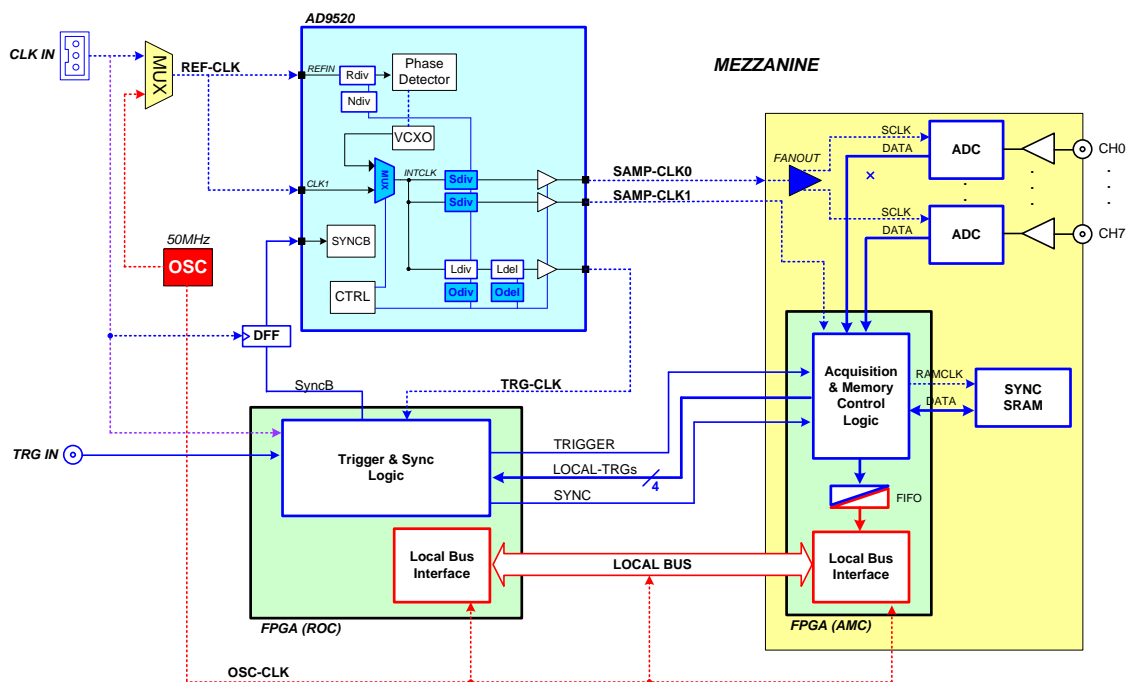 AD9520
CLK IN
MUX
REF-CLK
REFIN
Rdiv
Phase
Detector
Ndiv
VCXO
MUX
INTCLK
CLK1
Sdiv
Sdiv
SYNCB
Ldiv
Ldel
CTRL
Odiv
Odel
50MHz
OSC
DFF
SyncB
TRG-CLK
SAMP-CLK0
SAMP-CLK1
MEZZANINE
FANOUT
SCLK
DATA
ADC
CH0
×
SCLK
DATA
ADC
CH7
Acquisition
& Memory
Control
Logic
RAMCLK
DATA
SYNC
SRAM
FIFO
Local Bus
Interface
FPGA (AMC)
TRG IN
Trigger & Sync
Logic
TRIGGER
LOCAL-TRGs
4
SYNC
Local Bus
Interface
LOCAL BUS
FPGA (ROC)
OSC-CLK